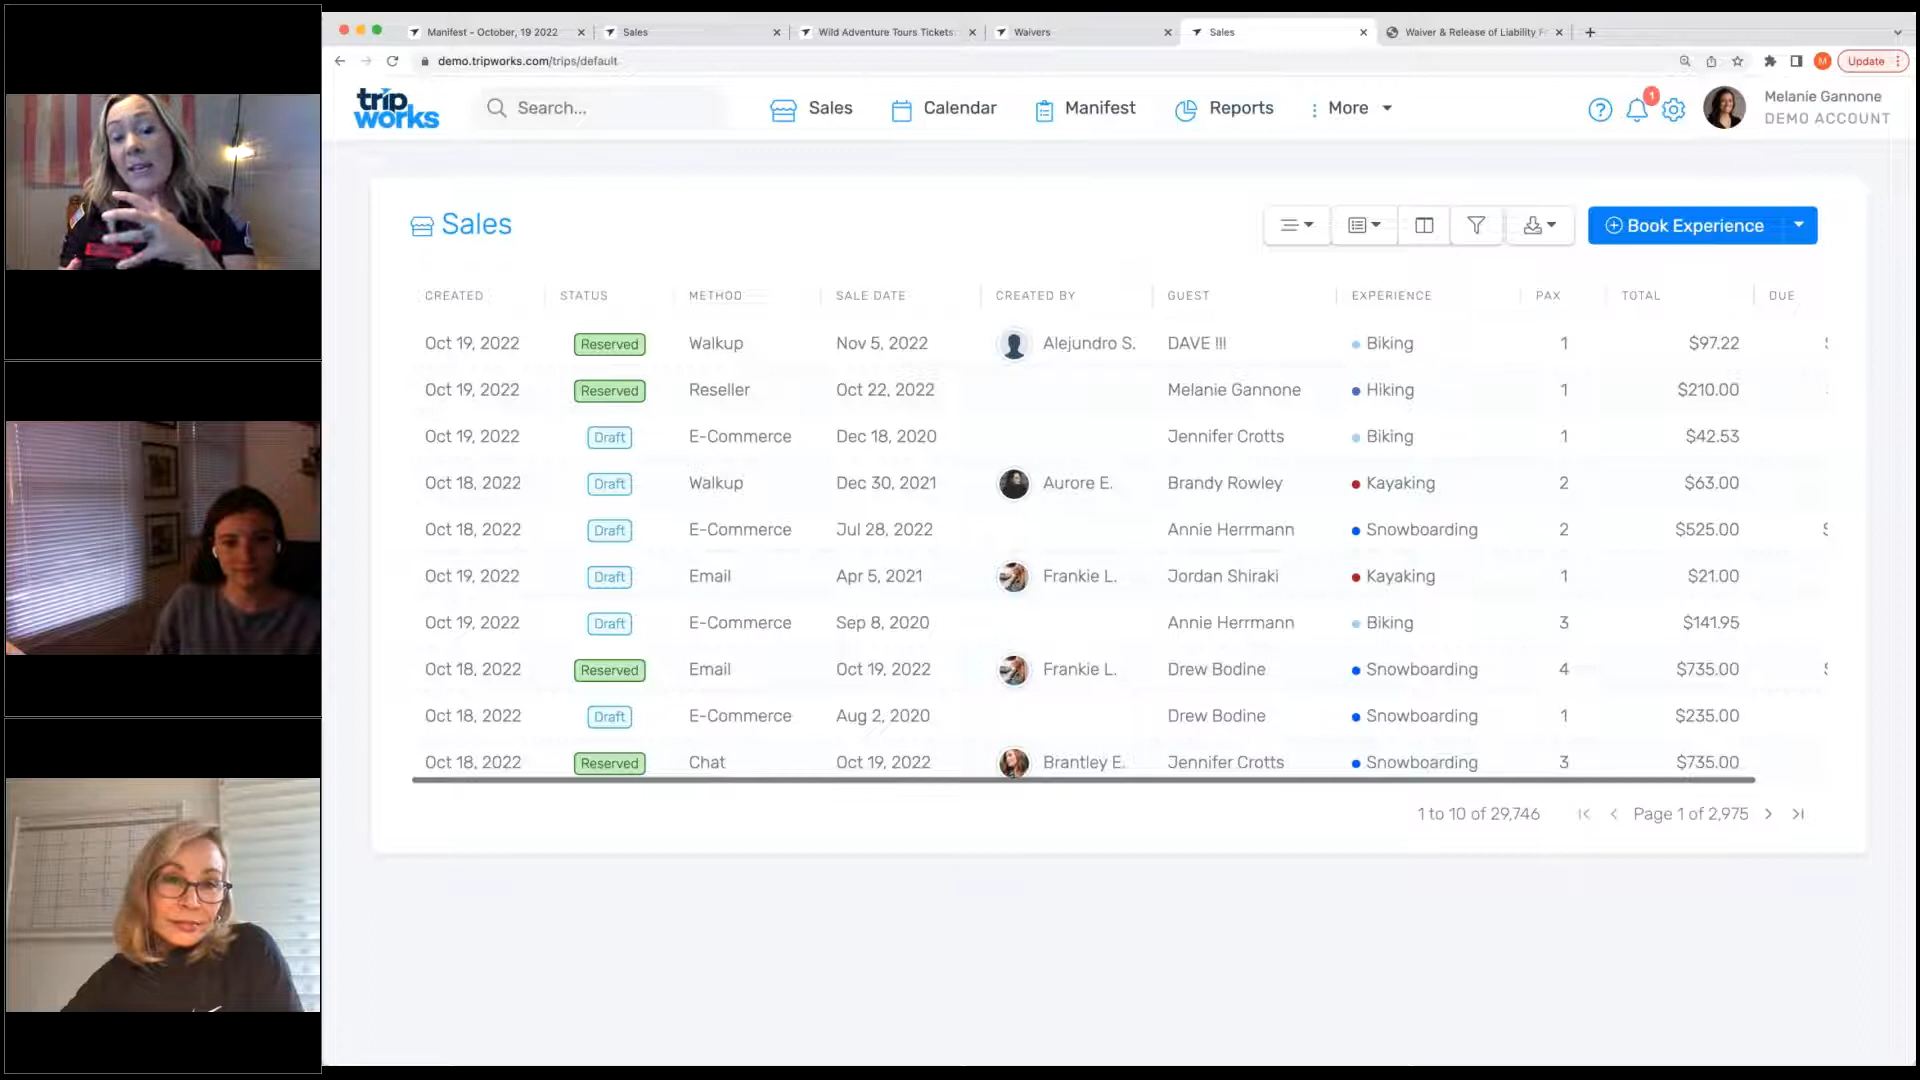 Manifest - October, 19 2022
Sales
Wild Adventure Tours Tickets
Waivers
Sales
Waiver & Release of Liability F
demo.tripworks.com/trips/default
Update
trip works
Search...
Sales
Calendar
Manifest
Reports
More
1
Melanie Gannone
DEMO ACCOUNT
M
Sales
Book Experience
CREATED STATUS METHOD SALE DATE CREATED BY GUEST EXPERIENCE PAX TOTAL DUE
Oct 19, 2022 Reserved Walkup Nov 5, 2022 Alejundro S. DAVE !!! Biking 1 $97.22
Oct 19, 2022 Reserved Reseller Oct 22, 2022 Melanie Gannone Hiking 1 $210.00
Oct 19, 2022 Draft E-Commerce Dec 18, 2020 Jennifer Crotts Biking 1 $42.53
Oct 18, 2022 Draft Walkup Dec 30, 2021 Aurore E. Brandy Rowley Kayaking 2 $63.00
Oct 18, 2022 Draft E-Commerce Jul 28, 2022 Annie Herrmann Snowboarding 2 $525.00
Oct 19, 2022 Draft Email Apr 5, 2021 Frankie L. Jordan Shiraki Kayaking 1 $21.00
Oct 19, 2022 Draft E-Commerce Sep 8, 2020 Annie Herrmann Biking 3 $141.95
Oct 18, 2022 Reserved Email Oct 19, 2022 Frankie L. Drew Bodine Snowboarding 4 $735.00
Oct 18, 2022 Draft E-Commerce Aug 2, 2020 Drew Bodine Snowboarding 1 $235.00
Oct 18, 2022 Reserved Chat Oct 19, 2022 Brantley E. Jennifer Crotts Snowboarding 3 $735.00
1 to 10 of 29,746 Page 1 of 2,975